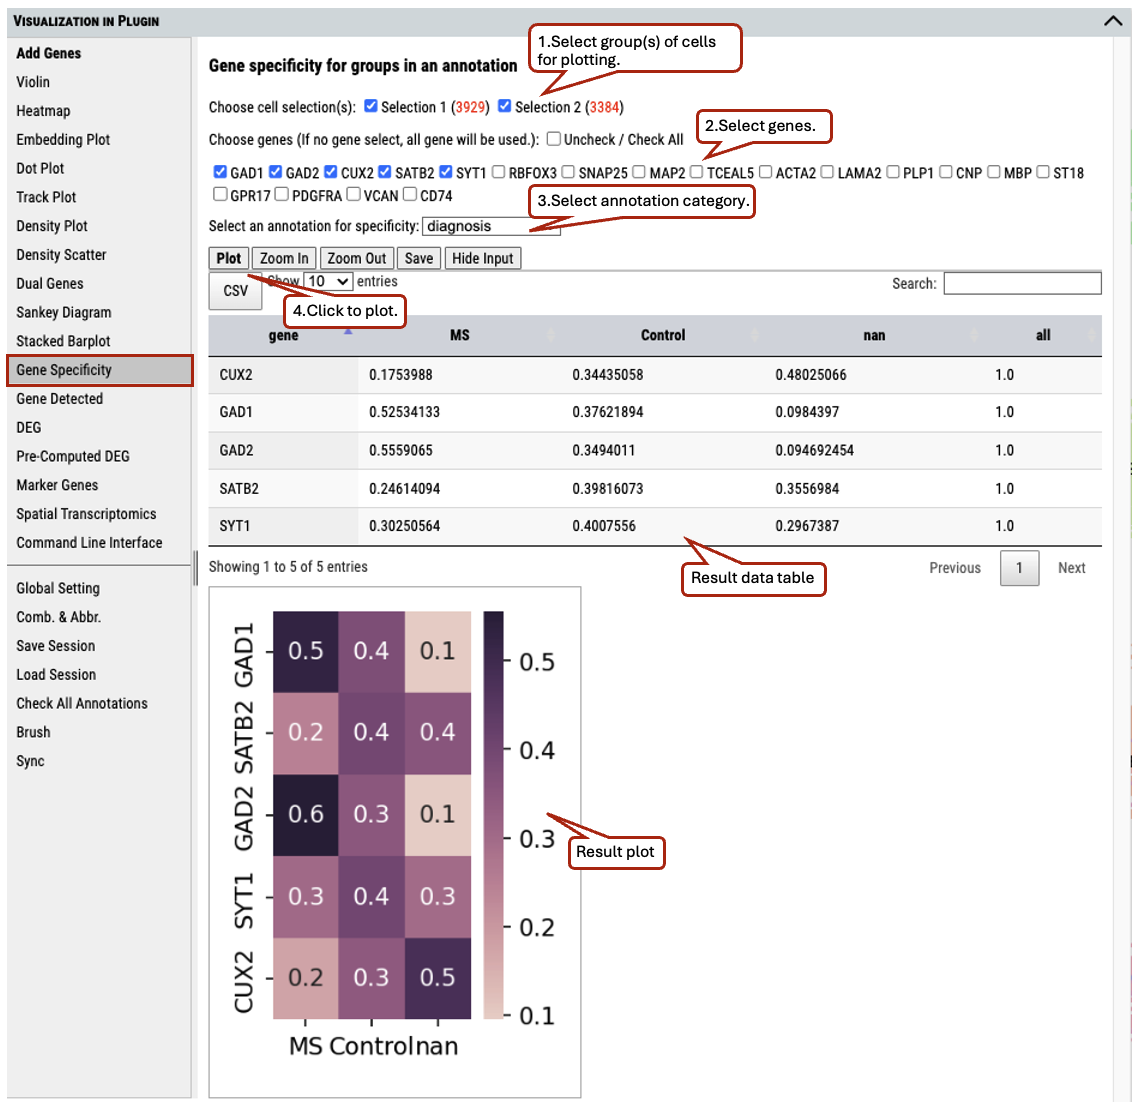 VISUALIZATION IN PLUGIN
Add Genes
Violin
Heatmap
Embedding Plot
Dot Plot
Track Plot
Density Plot
Density Scatter
Dual Genes
Sankey Diagram
Stacked Barplot
Gene Specificity
Gene Detected
DEG
Pre-Computed DEG
Marker Genes
Spatial Transcriptomics
Command Line Interface
Global Setting
Comb. & Abbr.
Save Session
Load Session
Check All Annotations
Brush
Sync
1.Select group(s) of cells
for plotting.
Gene specificity for groups in an annotation
Choose cell selection(s): Selection 1 (3929) Selection 2 (3384)
2.Select genes.
Choose genes (If no gene select, all gene will be used.): Uncheck / Check All
GAD1 GAD2 CUX2 SATB2 SYT1 RBFOX3 SNAP25 MAP2 TCEAL5 ACTA2 LAMA2 PLP1 CNP MBP ST18
GPR17 PDGFRA VCAN CD74
3.Select annotation category.
Select an annotation for specificity: diagnosis
Plot Zoom In Zoom Out Save Hide Input
CSV Show 10 entries Search:
4.Click to plot.
gene MS Control nan all
CUX2 0.1753988 0.34435058 0.48025066 1.0
GAD1 0.52534133 0.37621894 0.0984397 1.0
GAD2 0.5559065 0.3494011 0.094692454 1.0
SATB2 0.24614094 0.39816073 0.3556984 1.0
SYT1 0.30250564 0.4007556 0.2967387 1.0
Showing 1 to 5 of 5 entries Previous 1 Next
Result data table
GAD1 0.5 0.4 0.1
SATB2 0.2 0.4 0.4
GAD2 0.6 0.3 0.1
SYT1 0.3 0.4 0.3
CUX2 0.2 0.3 0.5
MS Control nan
0.5
0.4
0.3
0.2
0.1
Result plot